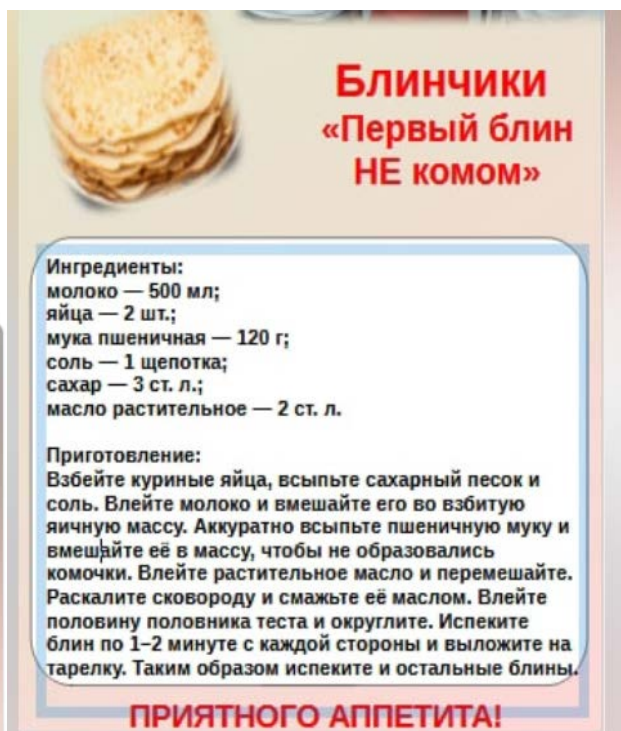 Блинчики
«Первый блин
НЕ комом»
Ингредиенты:
молоко — 500 мл;
яйца — 2 шт.;
мука пшеничная — 120 г;
соль — 1 щепотка;
сахар — 3 ст. л.;
масло растительное — 2 ст. л.
Приготовление:
Взбейте куриные яйца, всыпьте сахарный песок и
соль. Влейте молоко и вмешайте его во взбитую
яичную массу. Аккуратно всыпьте пшеничную муку и
вмешайте её в массу, чтобы не образовались
комочки. Влейте растительное масло и перемешайте.
Раскалите сковороду и смажьте её маслом. Влейте
половину половника теста и округлите. Испеките
блин по 1–2 минуте с каждой стороны и выложите на
тарелку. Таким образом испеките и остальные блины.
ПРИЯТНОГО АППЕТИТА!